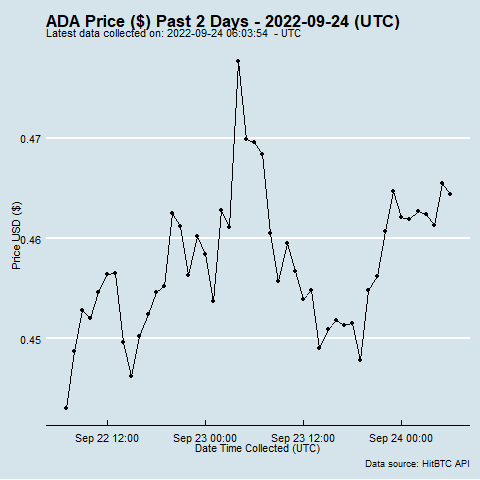 ADA Price ($) Past 2 Days - 2022-09-24 (UTC)
Latest data collected on: 2022-09-24 06:03:54 - UTC
0.47
0.46
0.45
Price USD ($)
Sep 22 12:00
Sep 23 00:00
Sep 23 12:00
Sep 24 00:00
Date Time Collected (UTC)
Data source: HitBTC API